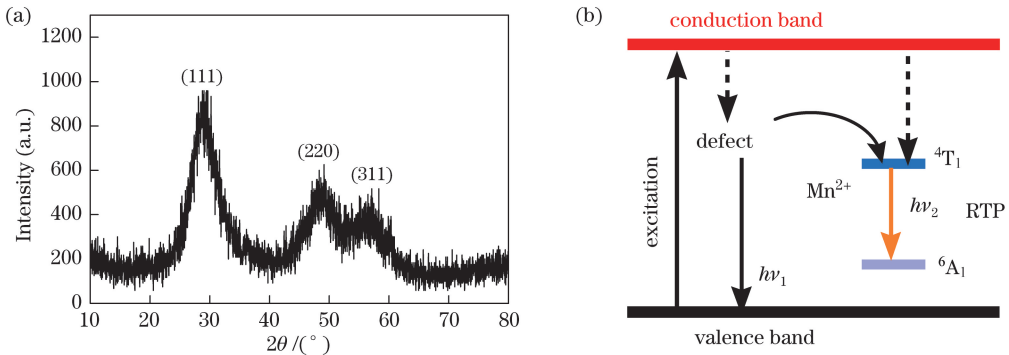 (a)
1200
1000
800
600
400
200
0
Intensity (a.u.)
(111)
(220)
(311)
10 20 30 40 50 60 70 80
2θ /(°)
(b)
conduction band
excitation
defect
hν₁
Mn²⁺
⁴T₁
hν₂
RTP
⁶A₁
valence band